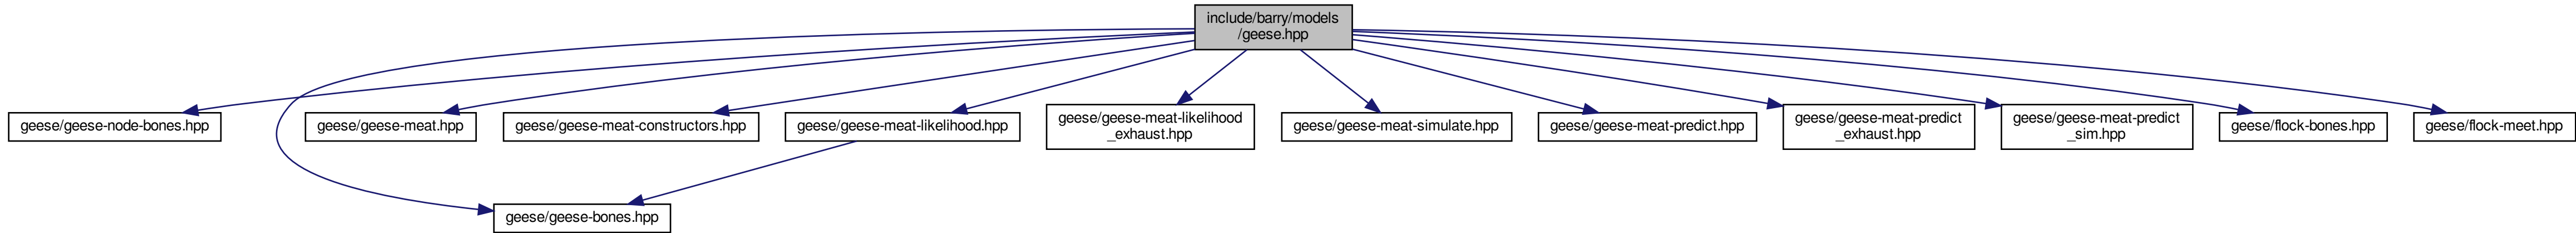 include/barry/models
/geese.hpp
geese/geese-node-bones.hpp
geese/geese-meat.hpp
geese/geese-meat-constructors.hpp
geese/geese-meat-likelihood.hpp
geese/geese-meat-likelihood
_exhaust.hpp
geese/geese-meat-simulate.hpp
geese/geese-meat-predict.hpp
geese/geese-meat-predict
_exhaust.hpp
geese/geese-meat-predict
_sim.hpp
geese/flock-bones.hpp
geese/flock-meet.hpp
geese/geese-bones.hpp